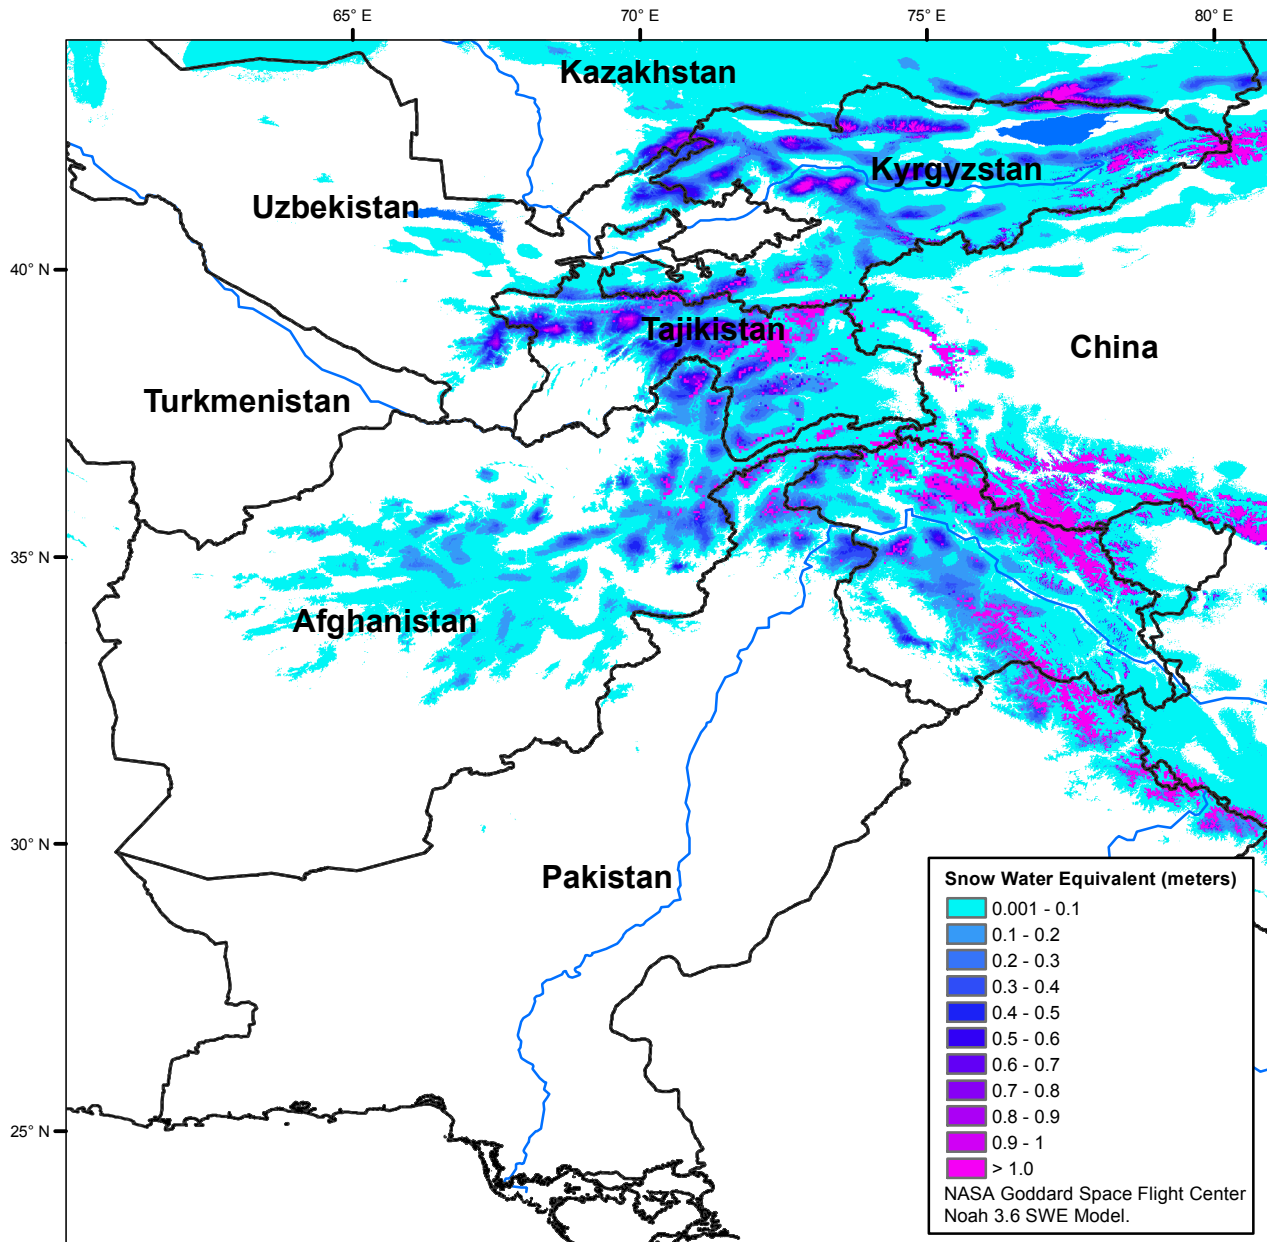 65° E
70° E
75° E
80° E
Kazakhstan
Kyrgyzstan
Uzbekistan
40° N
Tajikistan
China
Turkmenistan
35° N
Afghanistan
30° N
Pakistan
25° N
Snow Water Equivalent (meters)
0.001 - 0.1
0.1 - 0.2
0.2 - 0.3
0.3 - 0.4
0.4 - 0.5
0.5 - 0.6
0.6 - 0.7
0.7 - 0.8
0.8 - 0.9
0.9 - 1
> 1.0
NASA Goddard Space Flight Center
Noah 3.6 SWE Model.